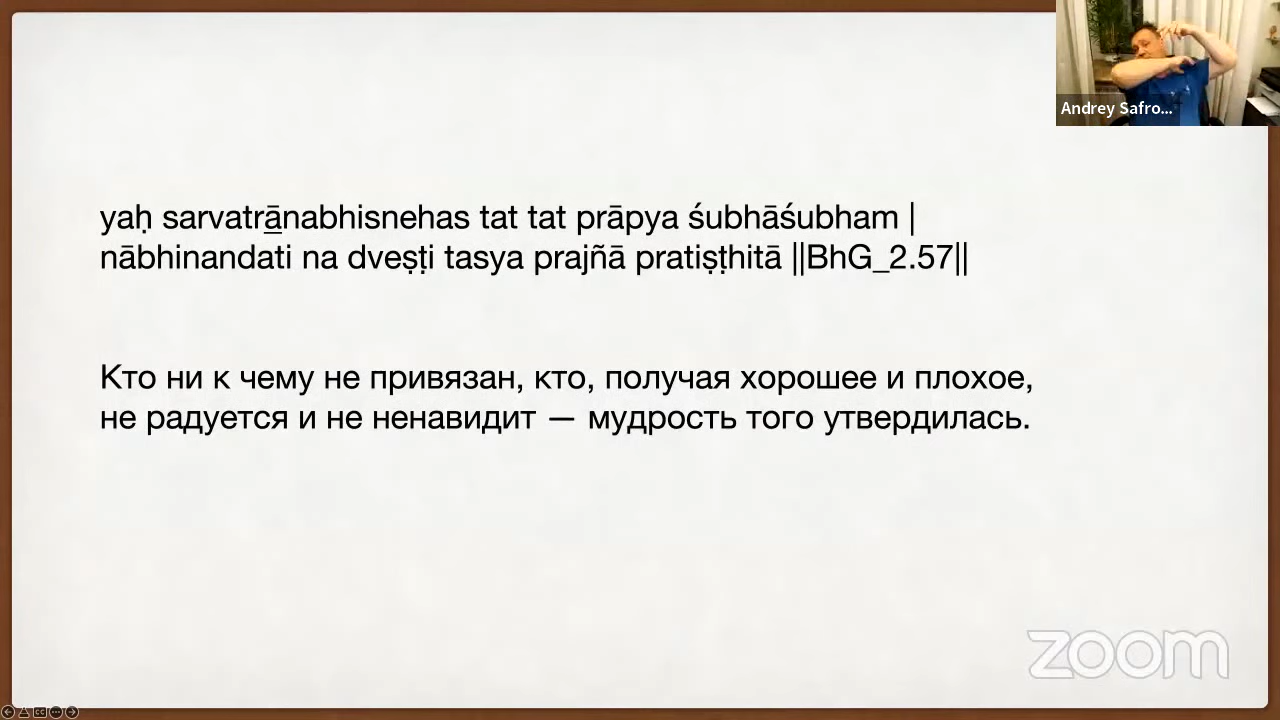 Andrey Safro...
yaḥ sarvatrānabhisnehas tat tat prāpya śubhāśubham |
nābhinandati na dveṣṭi tasya prajñā pratiṣṭhitā ||BhG_2.57||
Кто ни к чему не привязан, кто, получая хорошее и плохое,
не радуется и не ненавидит — мудрость того утвердилась.
zoom